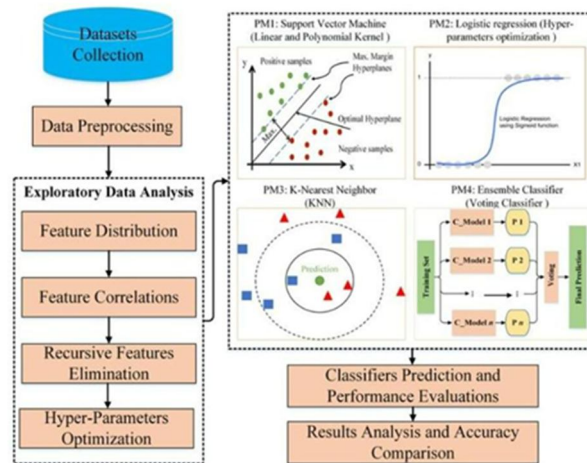 Datasets
Collection
Data Preprocessing
Exploratory Data Analysis
Feature Distribution
Feature Correlations
Recursive Features
Elimination
Hyper-Parameters
Optimization
PM1: Support Vector Machine
(Linear and Polynomial Kernel )
Positive samples
Max. Margin
Hyperplanes
y
Max.
Optimal Hyperplane
Negative samples
x
PM2: Logistic regression (Hyper-
parameters optimization )
Y
1
Logistic Regression
using Sigmoid function
0
X1
PM3: K-Nearest Neighbor
(KNN)
Prediction
PM4: Ensemble Classifier
(Voting Classifier )
Training Set
C_Model 1
P 1
C_Model 2
P 2
C_Model n
P n
Voting
Final Prediction
Classifiers Prediction and
Performance Evaluations
Results Analysis and Accuracy
Comparison